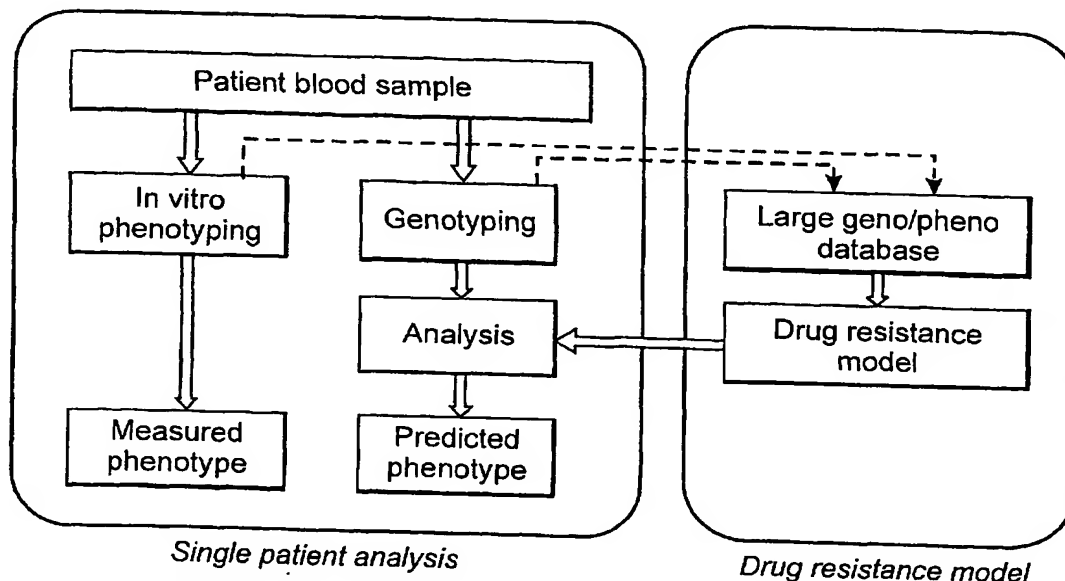 Patient blood sample
In vitro
phenotyping
Genotyping
Large geno/pheno
database
Analysis
Drug resistance
model
Measured
phenotype
Predicted
phenotype
Single patient analysis
Drug resistance model